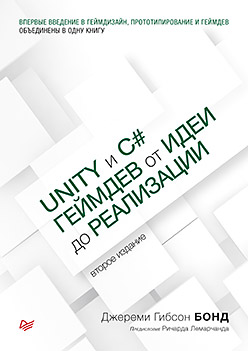 ВПЕРВЫЕ ВВЕДЕНИЕ В ГЕЙМДИЗАЙН, ПРОТОТИПИРОВАНИЕ И ГЕЙМДЕВ
ОБЪЕДИНЕНЫ В ОДНУ КНИГУ
UNITY И C#
ГЕЙМДЕВ ОТ ИДЕИ
ДО РЕАЛИЗАЦИИ
второе издание
Джереми Гибсон БОНД
Предисловие Ричарда Лемарчанда
ПИТЕР